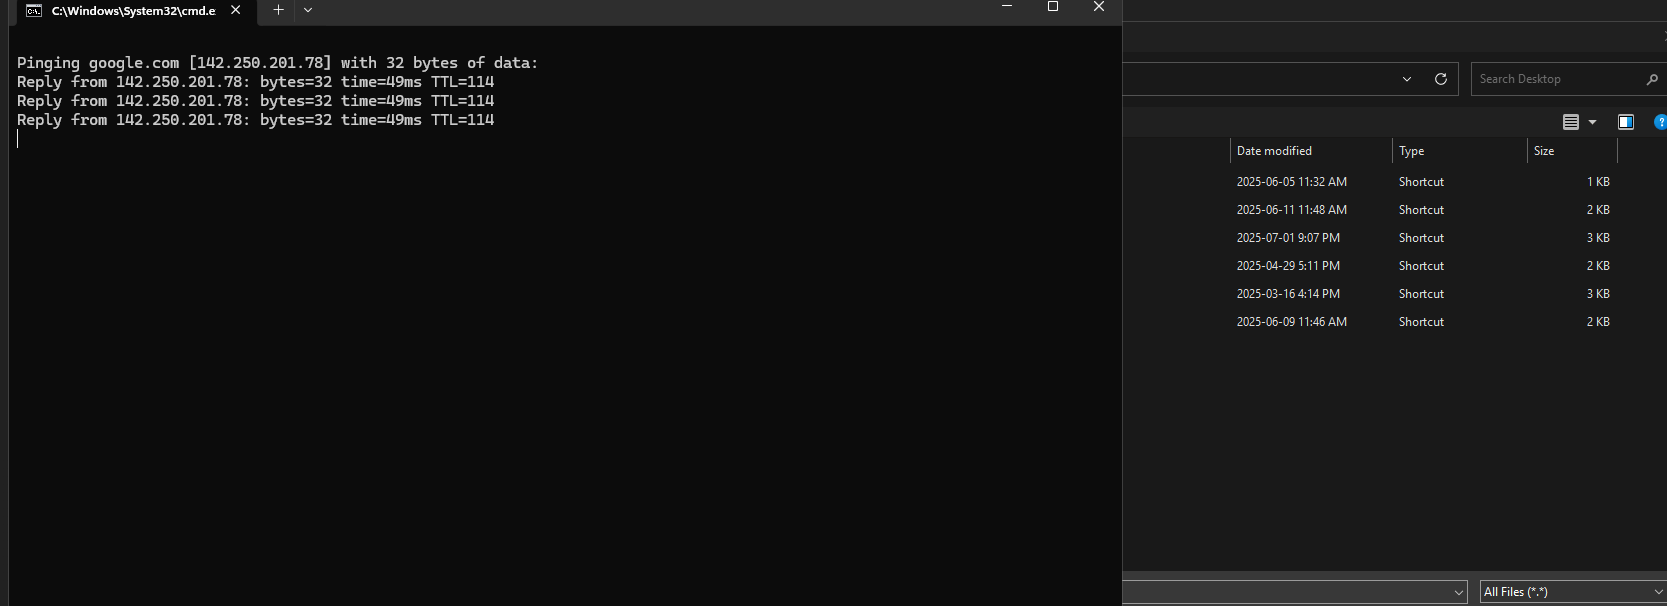 C:\Windows\System32\cmd.e
Pinging google.com [142.250.201.78] with 32 bytes of data:
Reply from 142.250.201.78: bytes=32 time=49ms TTL=114
Reply from 142.250.201.78: bytes=32 time=49ms TTL=114
Reply from 142.250.201.78: bytes=32 time=49ms TTL=114
Search Desktop
Date modified Type Size
2025-06-05 11:32 AM Shortcut 1 KB
2025-06-11 11:48 AM Shortcut 2 KB
2025-07-01 9:07 PM Shortcut 3 KB
2025-04-29 5:11 PM Shortcut 2 KB
2025-03-16 4:14 PM Shortcut 3 KB
2025-06-09 11:46 AM Shortcut 2 KB
All Files (*.*)